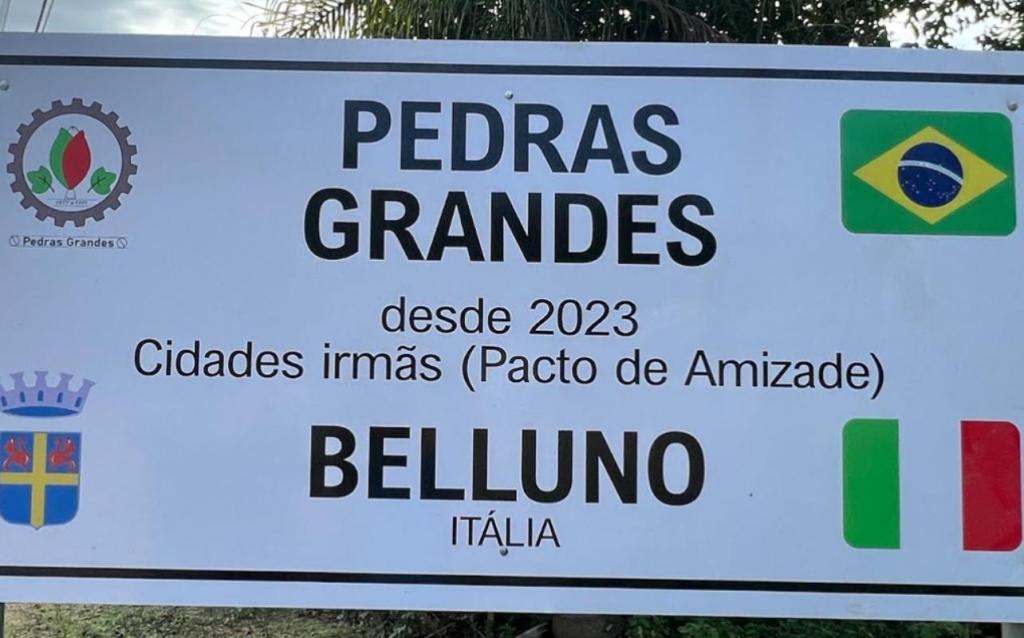 PEDRAS
GRANDES
Pedras Grandes
desde 2023
Cidades irmãs (Pacto de Amizade)
BELLUNO
ITÁLIA